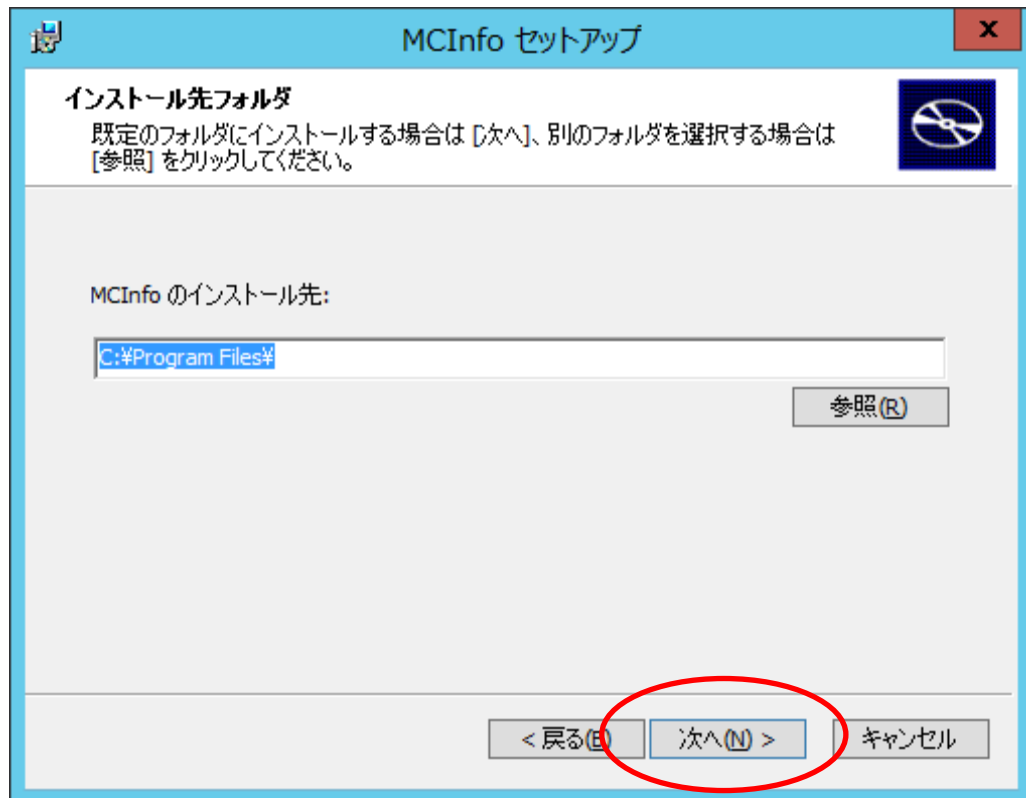 MCInfo セットアップ
x
インストール先フォルダ
既定のフォルダにインストールする場合は [次へ]、別のフォルダを選択する場合は
[参照] をクリックしてください。
MCInfo のインストール先:
C:¥Program Files¥
参照(R)
< 戻る(B) 次へ(N) > キャンセル